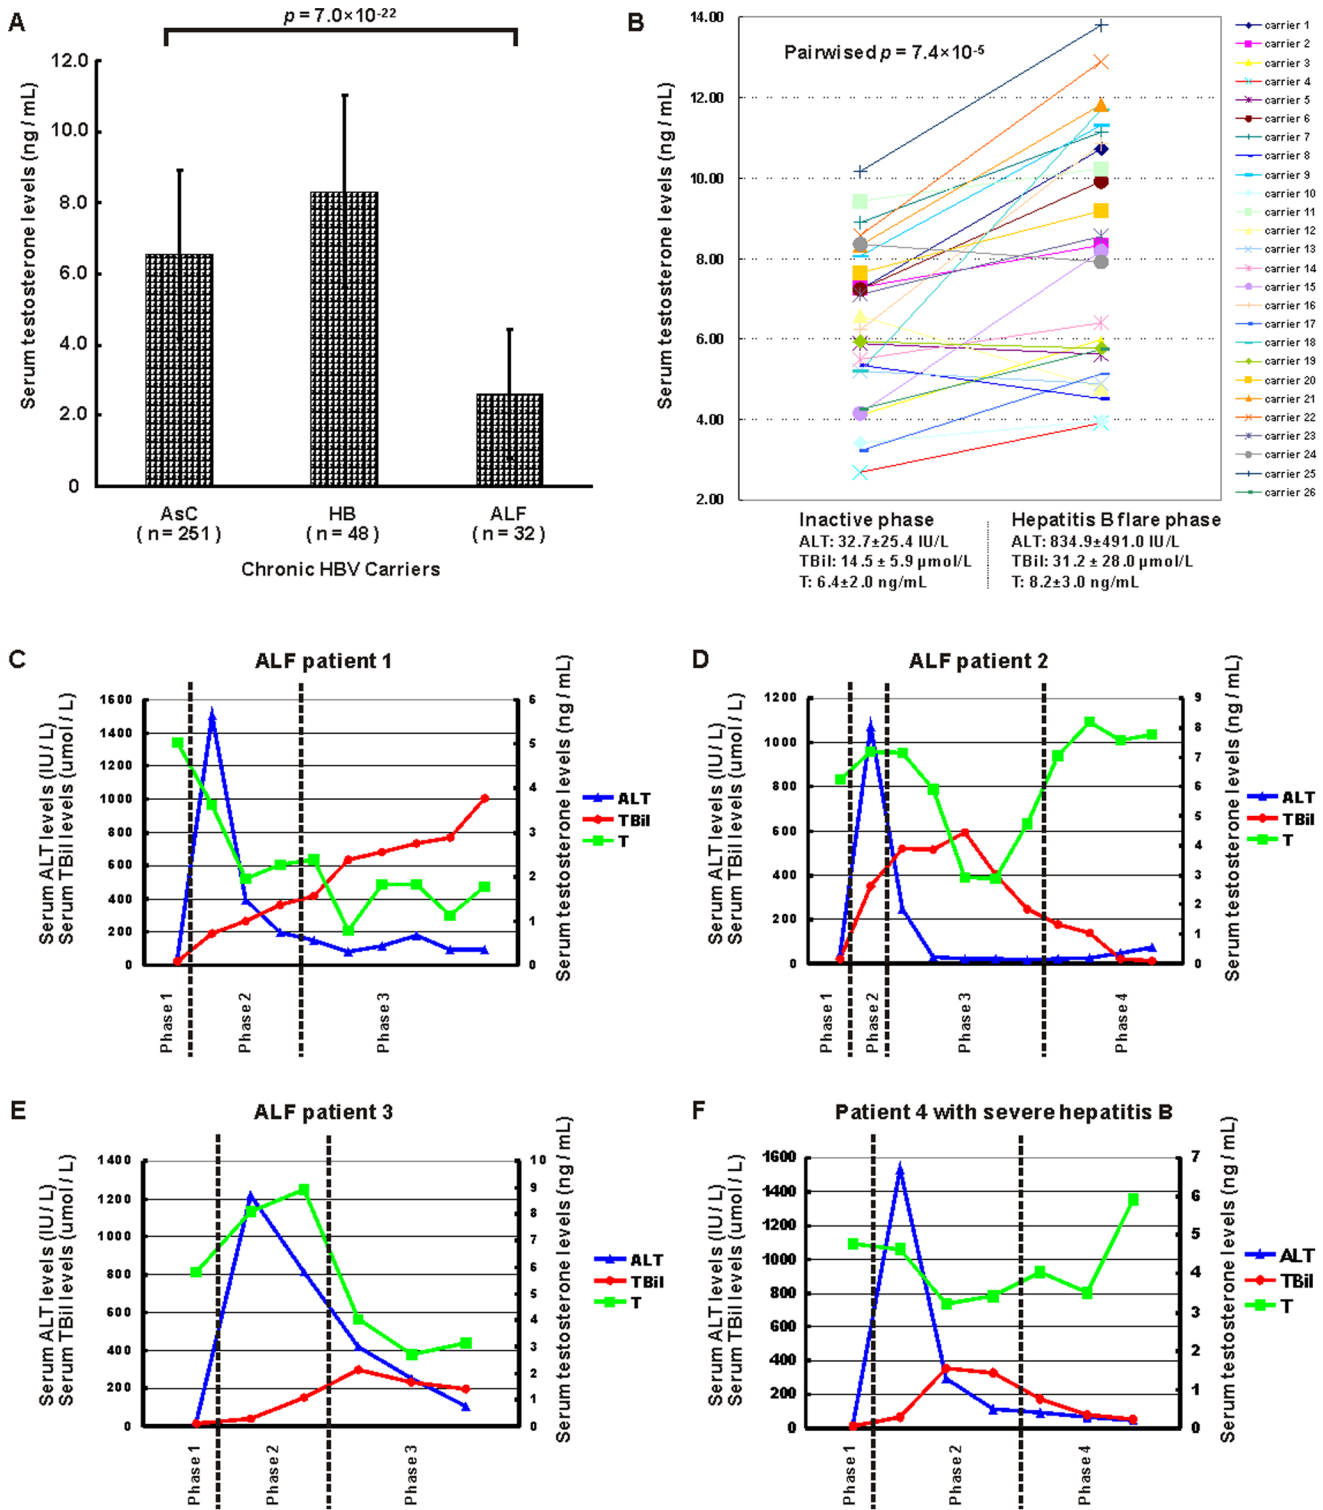 A
p = 7.0×10-22
Serum testosterone levels (ng / mL)
12.0
10.0
8.0
6.0
4.0
2.0
0
AsC
HB
ALF
( n = 251 )
( n = 48 )
( n = 32 )
Chronic HBV Carriers
B
Pairwised p = 7.4×10-5
Serum testosterone levels (ng / mL)
14.00
12.00
10.00
8.00
6.00
4.00
2.00
carrier 1
carrier 2
carrier 3
carrier 4
carrier 5
carrier 6
carrier 7
carrier 8
carrier 9
carrier 10
carrier 11
carrier 12
carrier 13
carrier 14
carrier 15
carrier 16
carrier 17
carrier 18
carrier 19
carrier 20
carrier 21
carrier 22
carrier 23
carrier 24
carrier 25
carrier 26
Inactive phase
ALT: 32.7±25.4 IU/L
TBil: 14.5 ± 5.9 μmol/L
T: 6.4±2.0 ng/mL
Hepatitis B flare phase
ALT: 834.9±491.0 IU/L
TBil: 31.2 ± 28.0 μmol/L
T: 8.2±3.0 ng/mL
C
ALF patient 1
Serum ALT levels (IU / L)
Serum TBil levels (umol / L)
1600
1400
1200
1000
800
600
400
200
0
6
5
4
3
2
1
0
Serum testosterone levels (ng / mL)
ALT
TBil
T
Phase 1
Phase 2
Phase 3
D
ALF patient 2
Serum ALT levels (IU / L)
Serum TBil levels (umol / L)
1200
1000
800
600
400
200
0
9
8
7
6
5
4
3
2
1
0
Serum testosterone levels (ng / mL)
ALT
TBil
T
Phase 1
Phase 2
Phase 3
Phase 4
E
ALF patient 3
Serum ALT levels (IU / L)
Serum TBil levels (umol / L)
1400
1200
1000
800
600
400
200
0
10
9
8
7
6
5
4
3
2
1
0
Serum testosterone levels (ng / mL)
ALT
TBil
T
Phase 1
Phase 2
Phase 3
F
Patient 4 with severe hepatitis B
Serum ALT levels (IU / L)
Serum TBil levels (umol / L)
1600
1400
1200
1000
800
600
400
200
0
7
6
5
4
3
2
1
0
Serum testosterone levels (ng / mL)
ALT
TBil
T
Phase 1
Phase 2
Phase 4